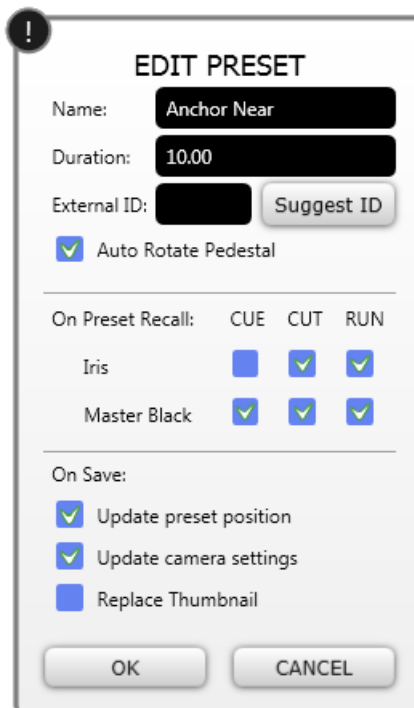 !
EDIT PRESET
Name: Anchor Near
Duration: 10.00
External ID: Suggest ID
Auto Rotate Pedestal
On Preset Recall: CUE CUT RUN
Iris
Master Black
On Save:
Update preset position
Update camera settings
Replace Thumbnail
OK CANCEL